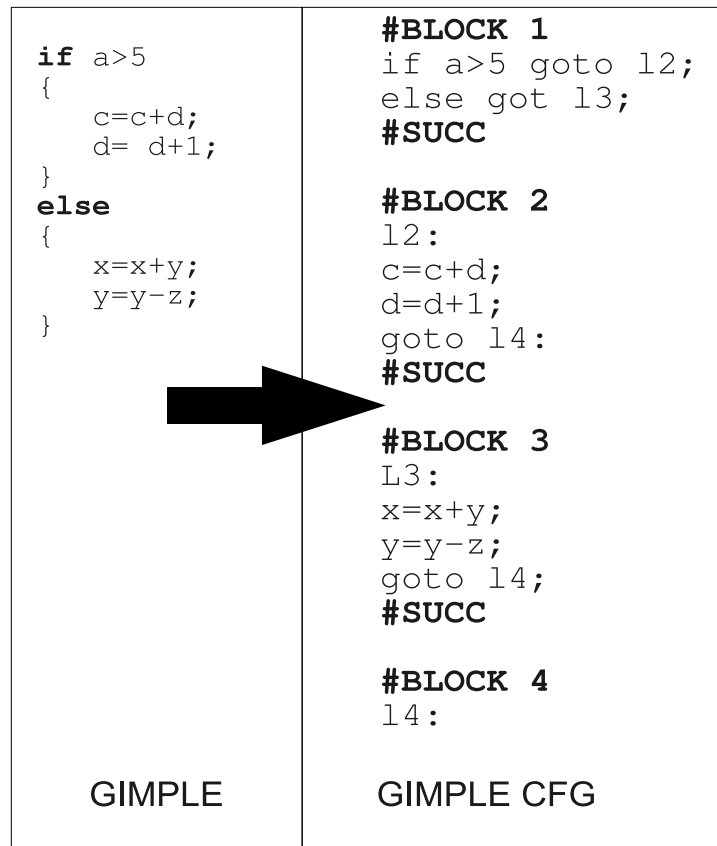 if a>5
{
c=c+d;
d= d+1;
}
else
{
x=x+y;
y=y-z;
}
GIMPLE
#BLOCK 1
if a>5 goto l2;
else got l3;
#SUCC
#BLOCK 2
l2:
c=c+d;
d=d+1;
goto l4:
#SUCC
#BLOCK 3
L3:
x=x+y;
y=y-z;
goto l4;
#SUCC
#BLOCK 4
l4:
GIMPLE CFG